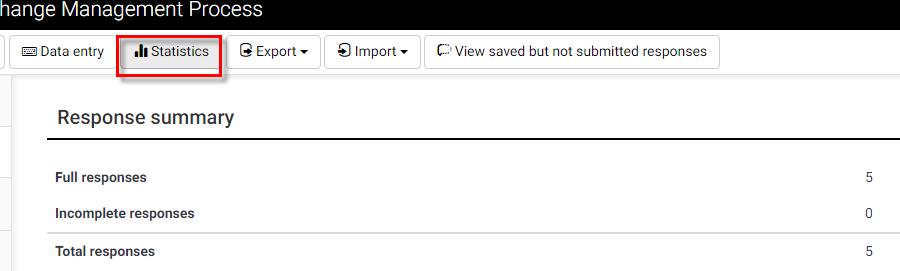 hange Management Process
Data entry Statistics Export Import View saved but not submitted responses
Response summary
Full responses 5
Incomplete responses 0
Total responses 5